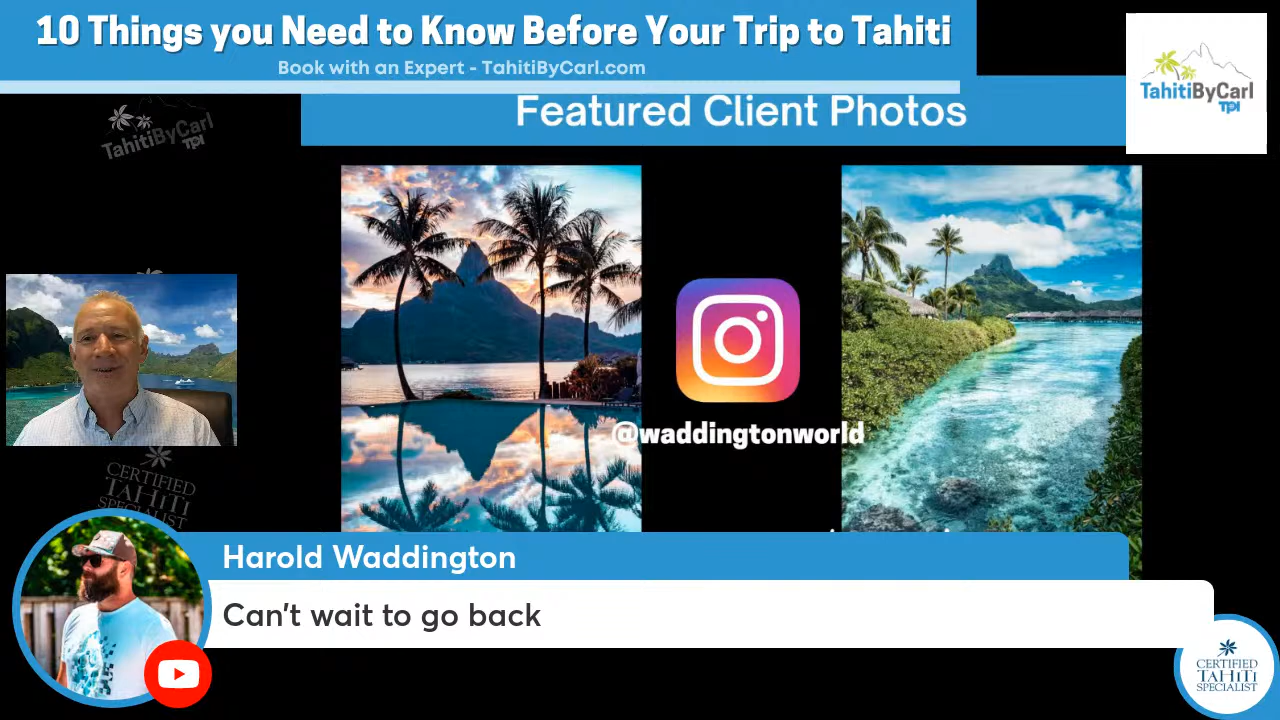 10 Things you Need to Know Before Your Trip to Tahiti
Book with an Expert - TahitiByCarl.com
TahitiByCarl
TPI
Featured Client Photos
TahitiByCarl
TPI
@waddingtonworld
CERTIFIED
TAHITI
SPECIALIST
Harold Waddington
Can't wait to go back
CERTIFIED
TAHITI
SPECIALIST